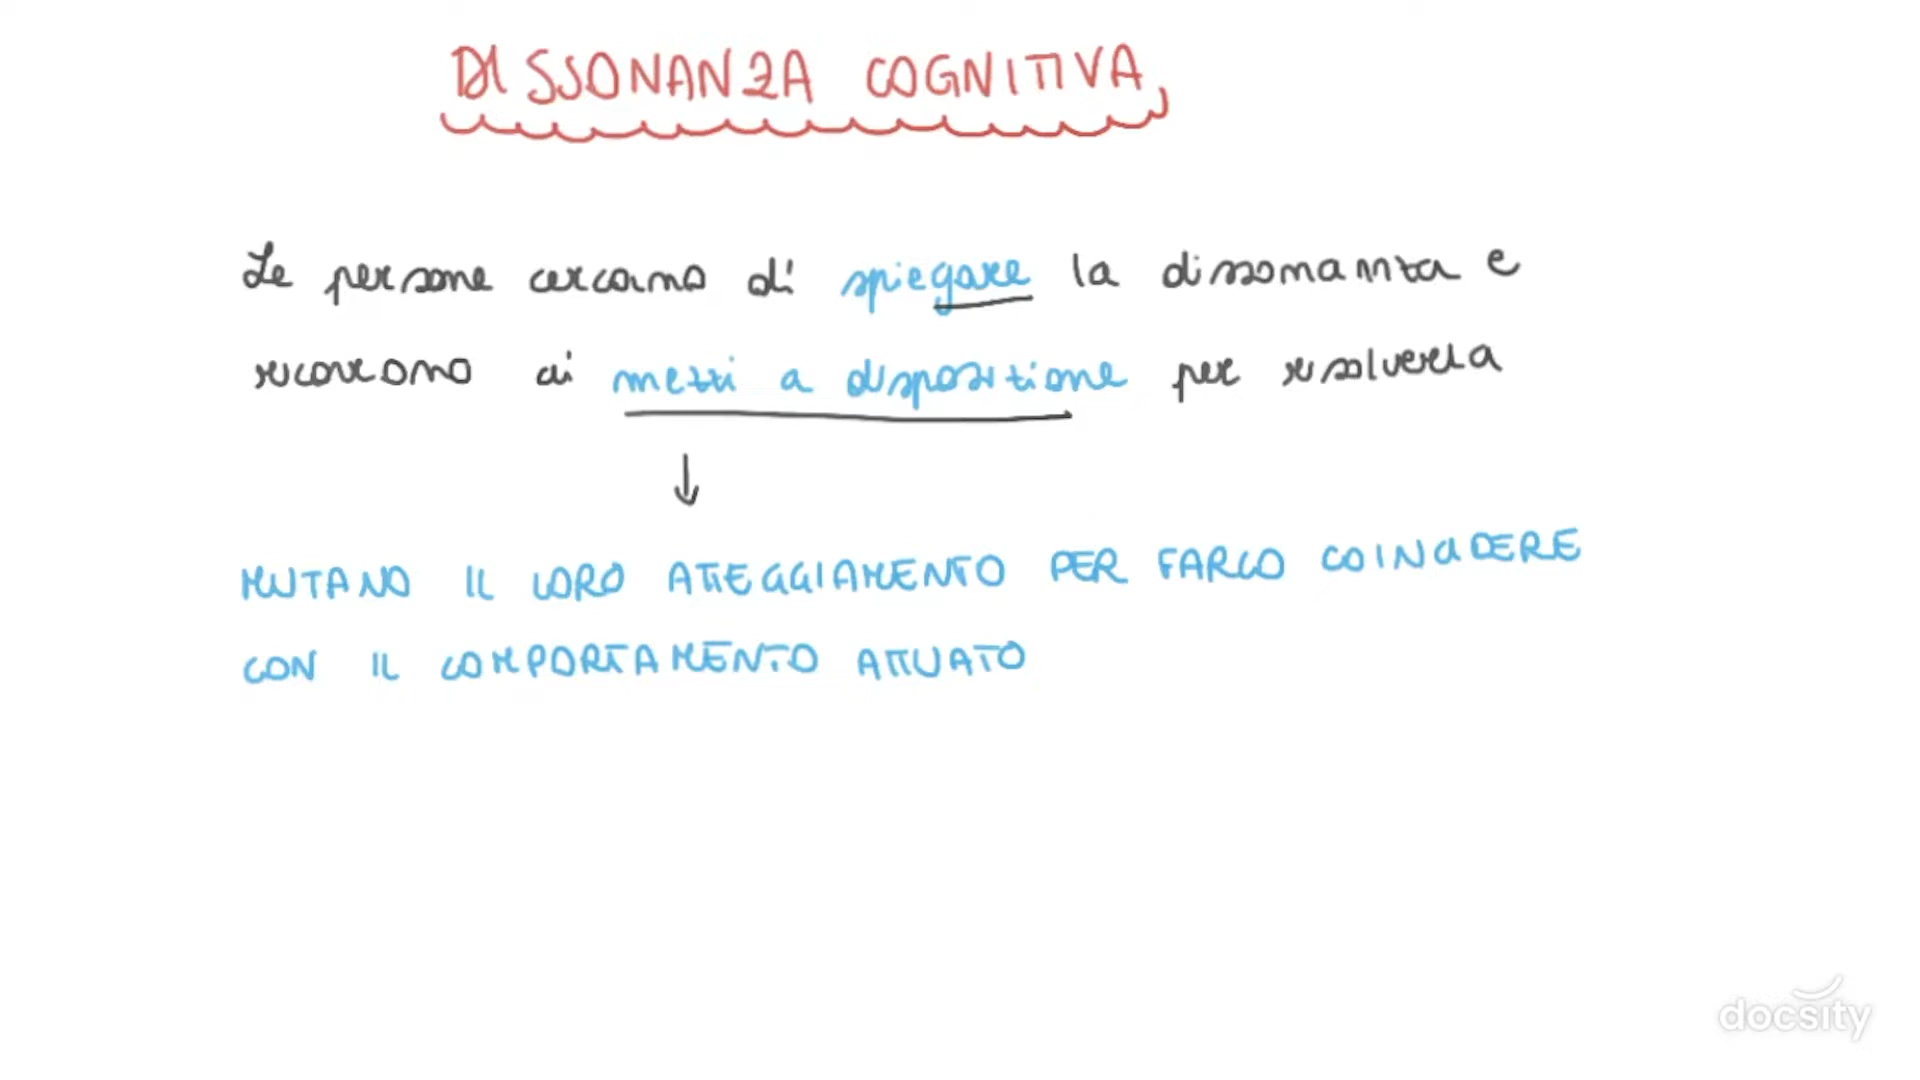 DISSONANZA COGNITIVA
Le persone cercano di spiegare la dissonanza e
ricorrono ai mezzi a disposizione per risolverla
↓
MUTANO IL LORO ATTEGGIAMENTO PER FARLO COINCIDERE
CON IL COMPORTAMENTO ATTUATO
docsity